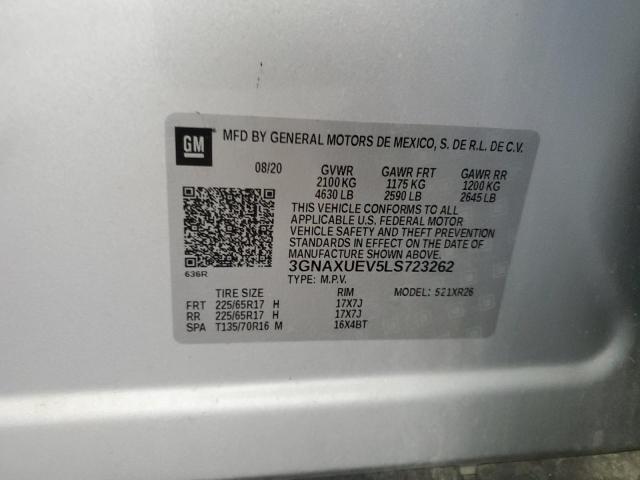 GM
MFD BY GENERAL MOTORS DE MEXICO, S. DE R.L. DE C.V.
08/20 GVWR GAWR FRT GAWR RR
2100 KG 1175 KG 1200 KG
4630 LB 2590 LB 2645 LB
THIS VEHICLE CONFORMS TO ALL
APPLICABLE U.S. FEDERAL MOTOR
VEHICLE SAFETY AND THEFT PREVENTION
STANDARDS IN EFFECT ON THE DATE OF
MANUFACTURE SHOWN ABOVE.
636R 3GNAXUEV5LS723262
TYPE: M.P.V. MODEL: 521XR26
TIRE SIZE RIM
FRT 225/65R17 H 17X7J
RR 225/65R17 H 17X7J
SPA T135/70R16 M 16X4BT